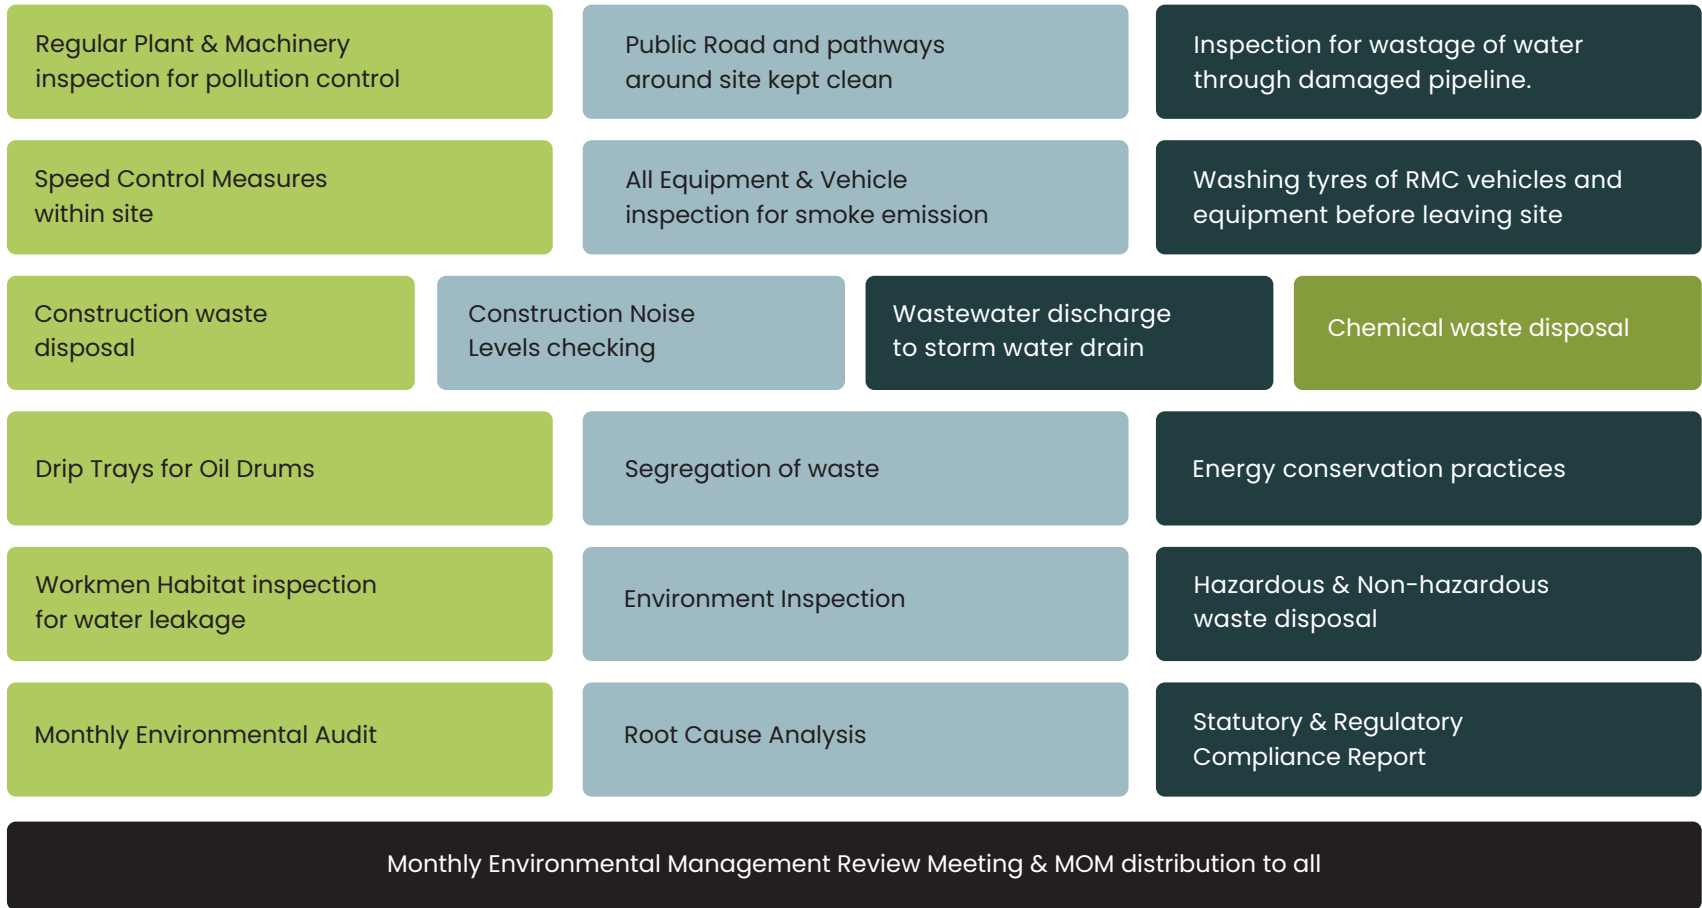 Regular Plant & Machinery
inspection for pollution control
Public Road and pathways
around site kept clean
Inspection for wastage of water
through damaged pipeline.
Speed Control Measures
within site
All Equipment & Vehicle
inspection for smoke emission
Washing tyres of RMC vehicles and
equipment before leaving site
Construction waste
disposal
Construction Noise
Levels checking
Wastewater discharge
to storm water drain
Chemical waste disposal
Drip Trays for Oil Drums
Segregation of waste
Energy conservation practices
Workmen Habitat inspection
for water leakage
Environment Inspection
Hazardous & Non-hazardous
waste disposal
Monthly Environmental Audit
Root Cause Analysis
Statutory & Regulatory
Compliance Report
Monthly Environmental Management Review Meeting & MOM distribution to all